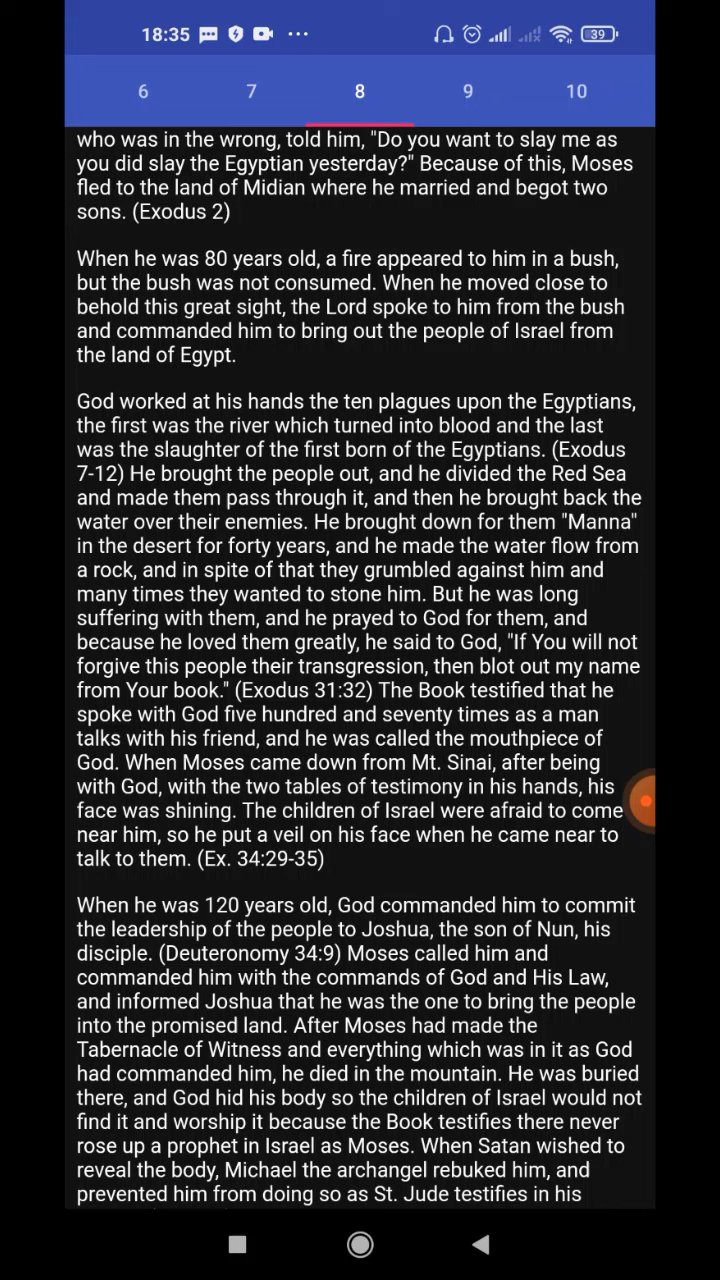 18:35
39
6 7 8 9 10
who was in the wrong, told him, "Do you want to slay me as
you did slay the Egyptian yesterday?" Because of this, Moses
fled to the land of Midian where he married and begot two
sons. (Exodus 2)
When he was 80 years old, a fire appeared to him in a bush,
but the bush was not consumed. When he moved close to
behold this great sight, the Lord spoke to him from the bush
and commanded him to bring out the people of Israel from
the land of Egypt.
God worked at his hands the ten plagues upon the Egyptians,
the first was the river which turned into blood and the last
was the slaughter of the first born of the Egyptians. (Exodus
7-12) He brought the people out, and he divided the Red Sea
and made them pass through it, and then he brought back the
water over their enemies. He brought down for them "Manna"
in the desert for forty years, and he made the water flow from
a rock, and in spite of that they grumbled against him and
many times they wanted to stone him. But he was long
suffering with them, and he prayed to God for them, and
because he loved them greatly, he said to God, "If You will not
forgive this people their transgression, then blot out my name
from Your book." (Exodus 31:32) The Book testified that he
spoke with God five hundred and seventy times as a man
talks with his friend, and he was called the mouthpiece of
God. When Moses came down from Mt. Sinai, after being
with God, with the two tables of testimony in his hands, his
face was shining. The children of Israel were afraid to come
near him, so he put a veil on his face when he came near to
talk to them. (Ex. 34:29-35)
When he was 120 years old, God commanded him to commit
the leadership of the people to Joshua, the son of Nun, his
disciple. (Deuteronomy 34:9) Moses called him and
commanded him with the commands of God and His Law,
and informed Joshua that he was the one to bring the people
into the promised land. After Moses had made the
Tabernacle of Witness and everything which was in it as God
had commanded him, he died in the mountain. He was buried
there, and God hid his body so the children of Israel would not
find it and worship it because the Book testifies there never
rose up a prophet in Israel as Moses. When Satan wished to
reveal the body, Michael the archangel rebuked him, and
prevented him from doing so as St. Jude testifies in his